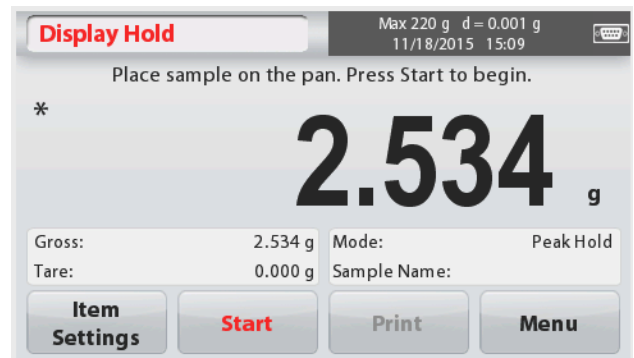 Display Hold
Max 220 g d = 0.001 g
11/18/2015 15:09
Place sample on the pan. Press Start to begin.
*
2.534 g
Gross: 2.534 g Mode: Peak Hold
Tare: 0.000 g Sample Name:
Item
Settings
Start
Print
Menu